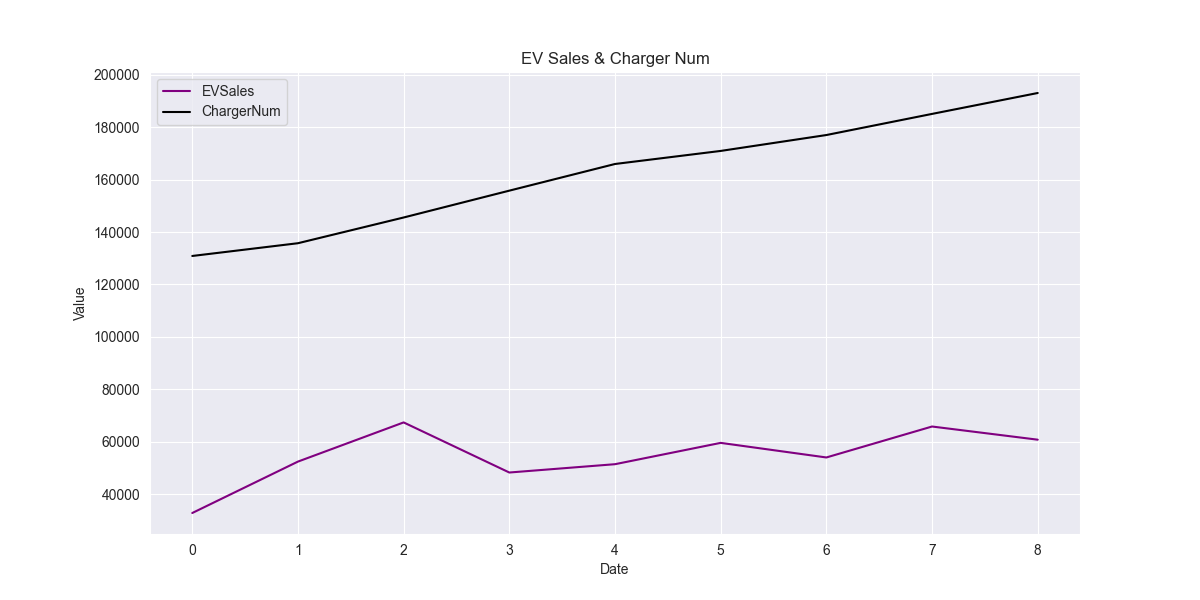 EV Sales & Charger Num
EVSales
ChargerNum
200000
180000
160000
140000
120000
100000
80000
60000
40000
Value
0 1 2 3 4 5 6 7 8
Date